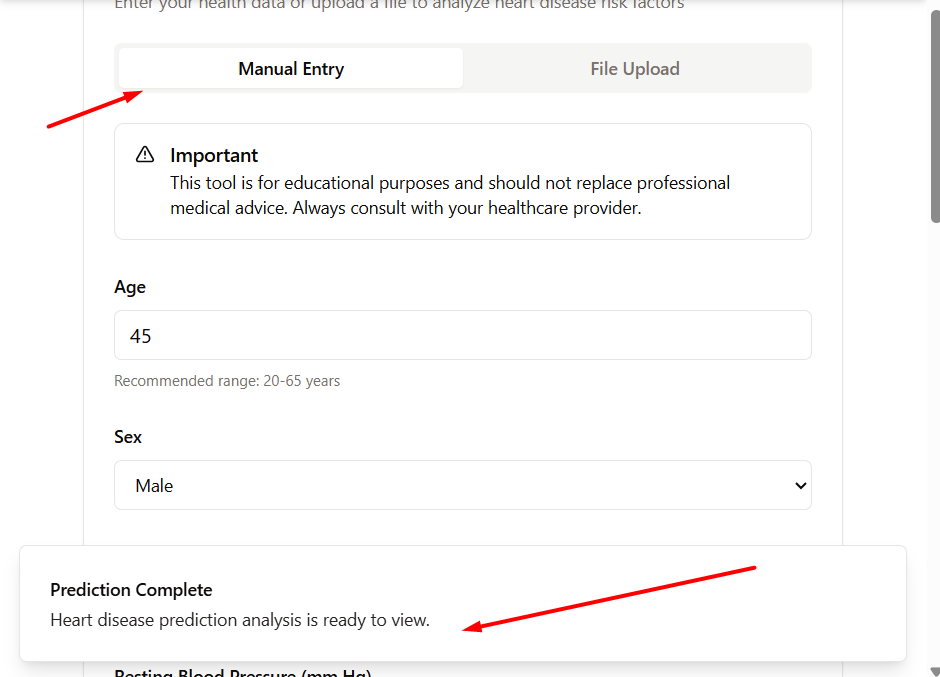 Enter your health data or upload a file to analyze heart disease risk factors
Manual Entry
File Upload
Important
This tool is for educational purposes and should not replace professional
medical advice. Always consult with your healthcare provider.
Age
45
Recommended range: 20-65 years
Sex
Male
Prediction Complete
Heart disease prediction analysis is ready to view.
Resting Blood Pressure (mm Hg)